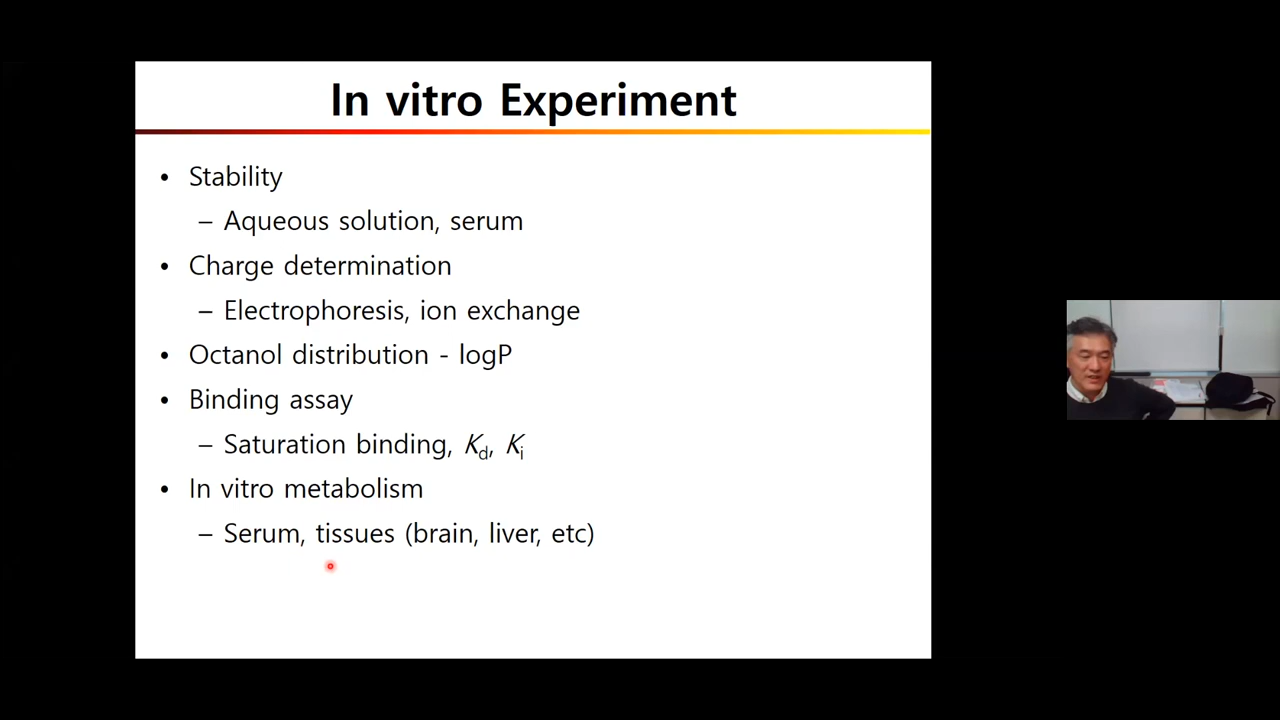 In vitro Experiment
• Stability
– Aqueous solution, serum
• Charge determination
– Electrophoresis, ion exchange
• Octanol distribution - logP
• Binding assay
– Saturation binding, Kd, Ki
• In vitro metabolism
– Serum, tissues (brain, liver, etc)